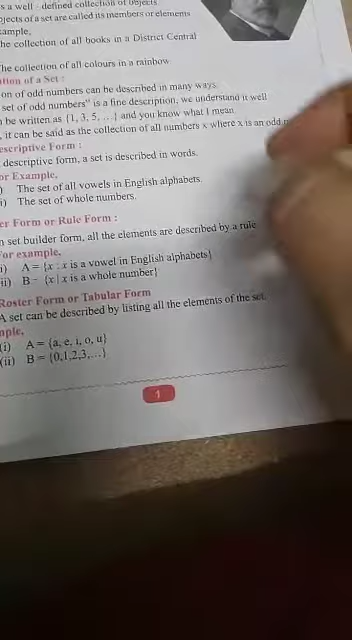 s a well - defined collection of objects.
objects of a set are called its members or elements
ample,
he collection of all books in a District Central
he collection of all colours in a rainbow
tion of a Set :
on of odd numbers can be described in many ways.
set of odd numbers" is a fine description, we understand it well
n be written as {1, 3, 5, ...} and you know what I mean
, it can be said as the collection of all numbers x where x is an odd
escriptive Form :
descriptive form, a set is described in words.
or Example,
) The set of all vowels in English alphabets.
i) The set of whole numbers.
er Form or Rule Form :
n set builder form, all the elements are described by a rule
For example,
i) A = {x : x is a vowel in English alphabets}
ii) B = {x | x is a whole number}
Roster Form or Tabular Form
A set can be described by listing all the elements of the set.
mple,
(i) A = {a, e, i, o, u}
(ii) B = {0,1,2,3,...}
1